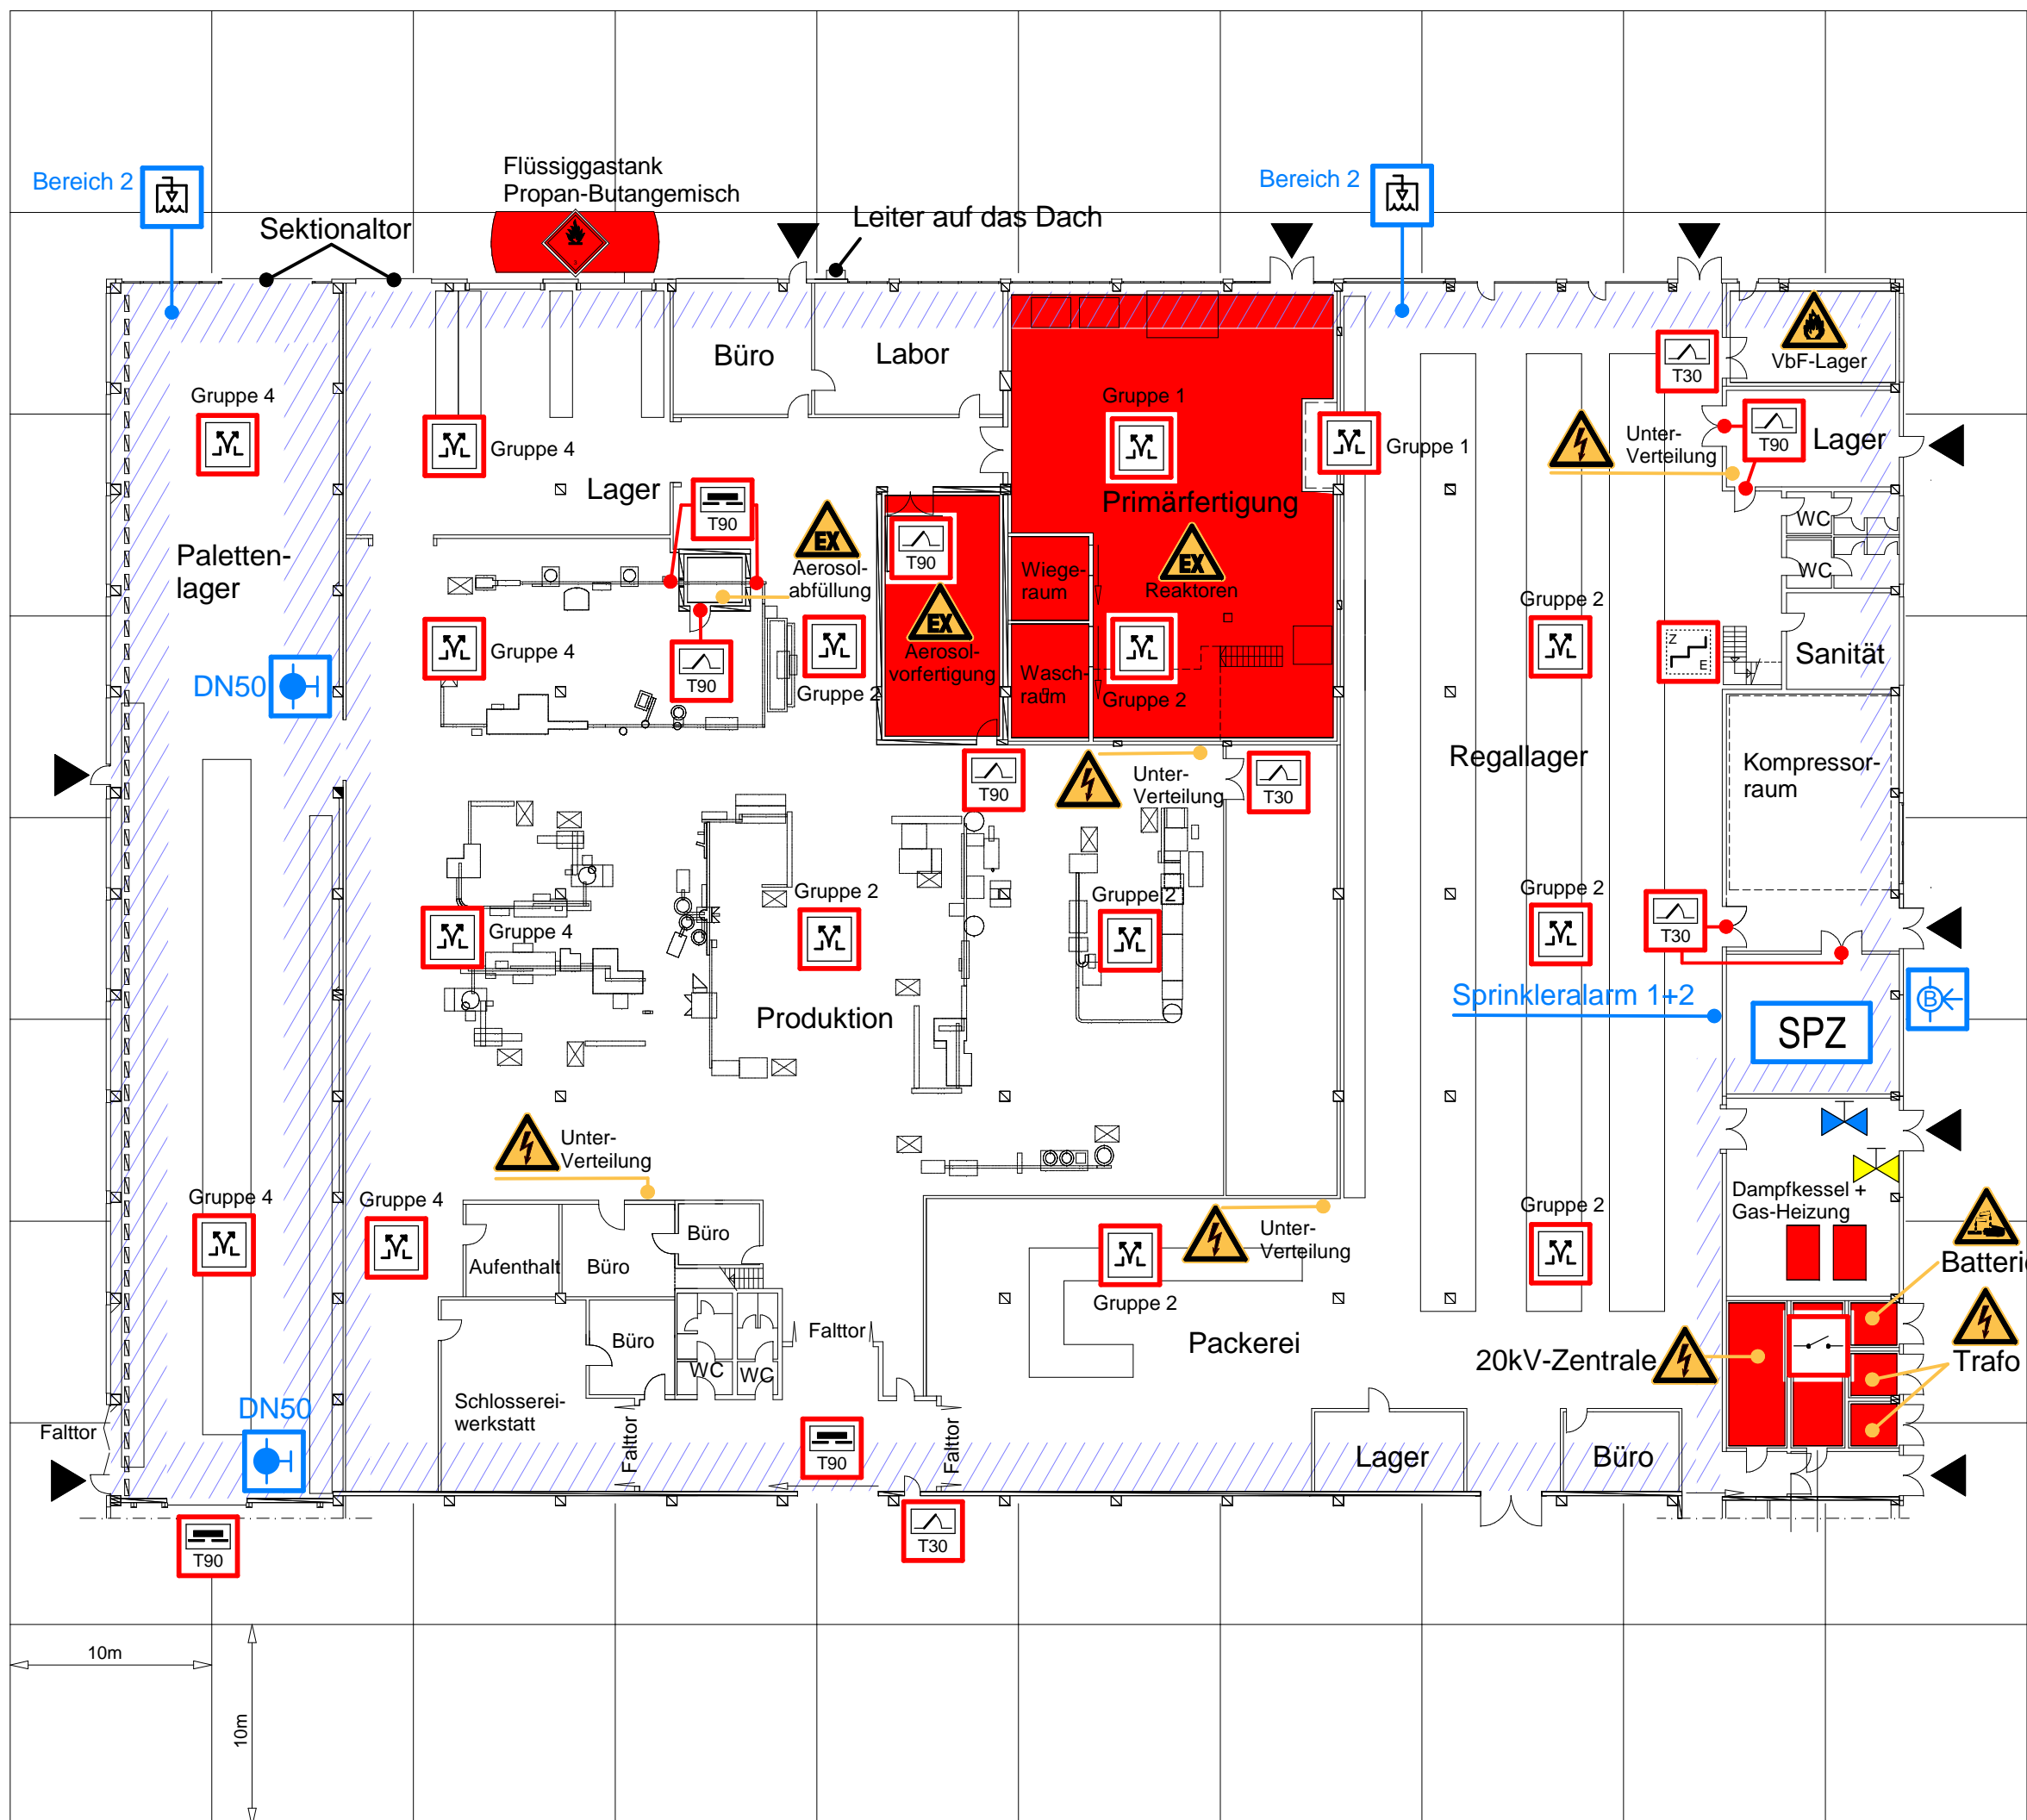 Flüssiggastank
Propan-Butangemisch
Bereich 2
Bereich 2
Sektionaltor
Leiter auf das Dach
Büro
Labor
VbF-Lager
T30
Gruppe 4
Gruppe 4
Gruppe 1
Gruppe 1
Unter-
Verteilung
T90
Lager
Lager
T90
Primärfertigung
WC
Paletten-
lager
EX
Aerosol-
abfüllung
T90
Wiege-
raum
EX
Reaktoren
WC
Gruppe 2
EX
Aerosol-
vorfertigung
Gruppe 4
T90
Gruppe 2
Wasch-
raum
Gruppe 2
Z
E
Sanität
DN50
Regallager
Kompressor-
raum
T90
Unter-
Verteilung
T30
Gruppe 4
Gruppe 2
Gruppe 2
Gruppe 2
T30
Produktion
Sprinkleralarm 1+2
SPZ
B
Unter-
Verteilung
Gruppe 4
Gruppe 4
Aufenthalt
Büro
Büro
Unter-
Verteilung
Gruppe 2
Gruppe 2
Dampfkessel +
Gas-Heizung
Batterie
Büro
WC
WC
Falttor
Packerei
20kV-Zentrale
Trafo
Schlosserei-
werkstatt
DN50
Falttor
Falttor
Falttor
T90
Lager
Büro
T90
T30
10m
10m